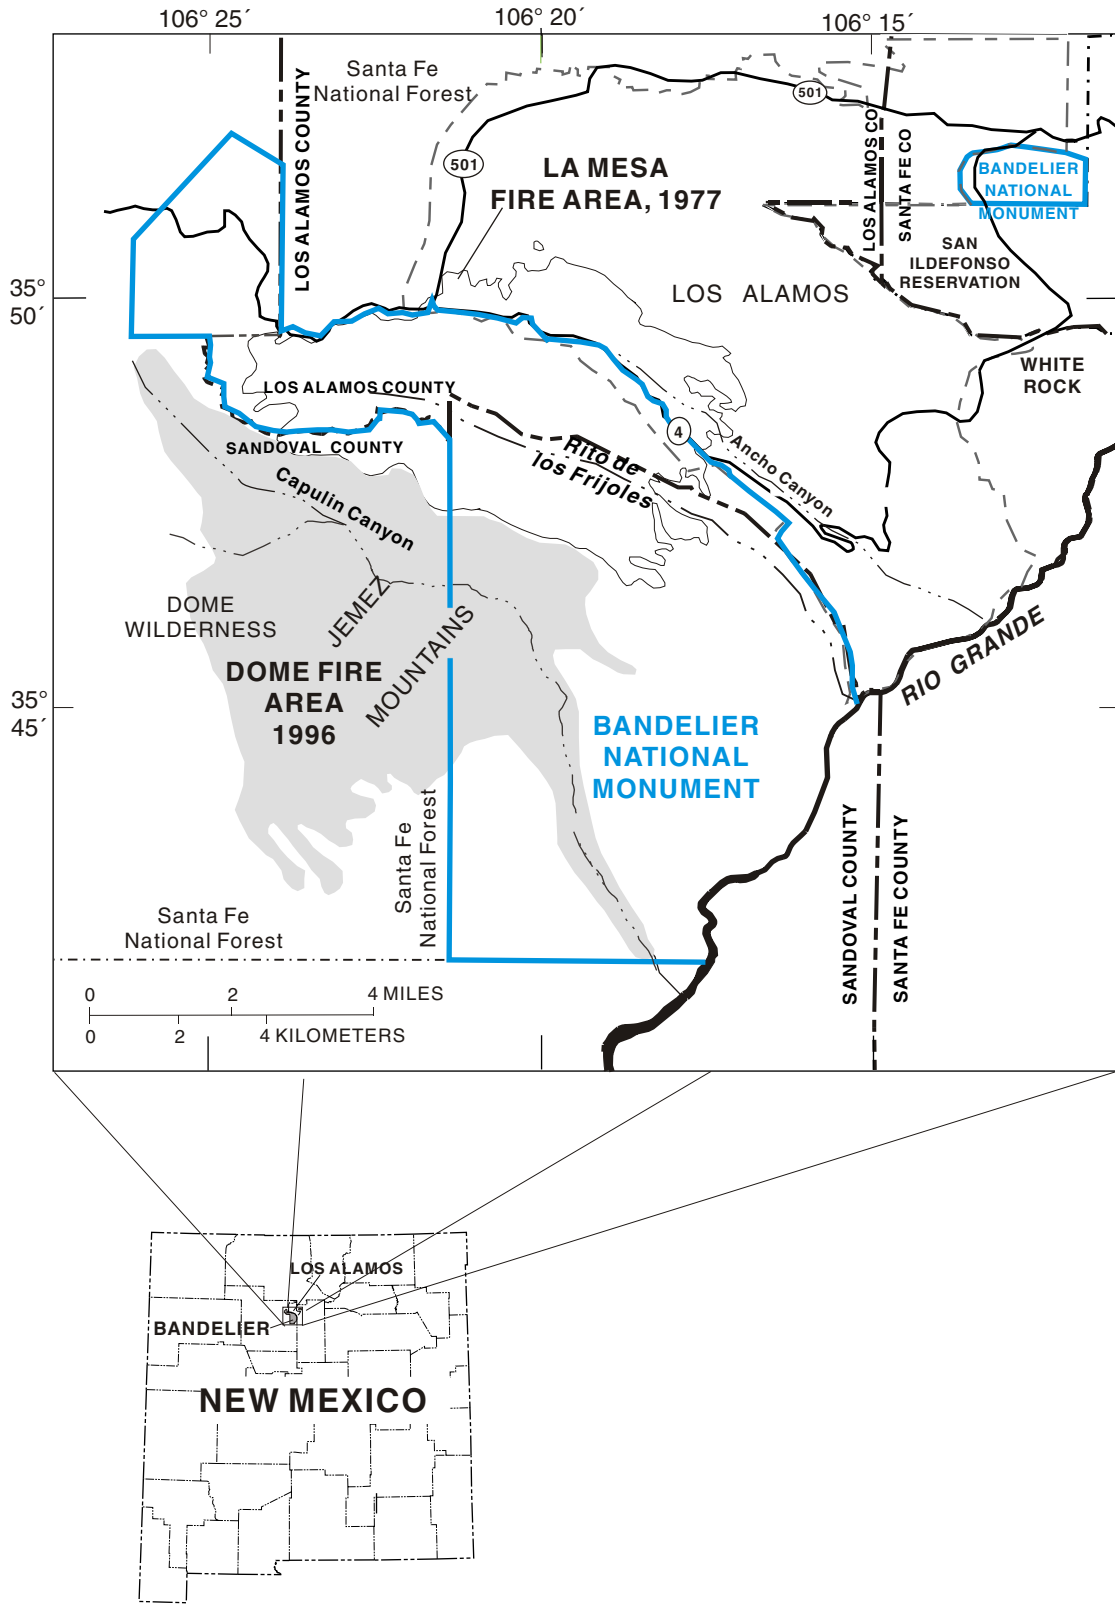 106° 25´
106° 20´
106° 15´
Santa Fe
National Forest
LOS ALAMOS COUNTY
501
501
LA MESA
FIRE AREA, 1977
LOS ALAMOS CO
SANTA FE CO
BANDELIER
NATIONAL
MONUMENT
SAN
ILDEFONSO
RESERVATION
35°
50´
LOS ALAMOS
WHITE
ROCK
LOS ALAMOS COUNTY
SANDOVAL COUNTY
4
Rito de
los Frijoles
Ancho Canyon
Capulin Canyon
DOME
WILDERNESS
JEMEZ
MOUNTAINS
DOME FIRE
AREA
1996
RIO GRANDE
35°
45´
BANDELIER
NATIONAL
MONUMENT
Santa Fe
National Forest
SANDOVAL COUNTY
SANTA FE COUNTY
Santa Fe
National Forest
0 2 4 MILES
0 2 4 KILOMETERS
LOS ALAMOS
BANDELIER
NEW MEXICO